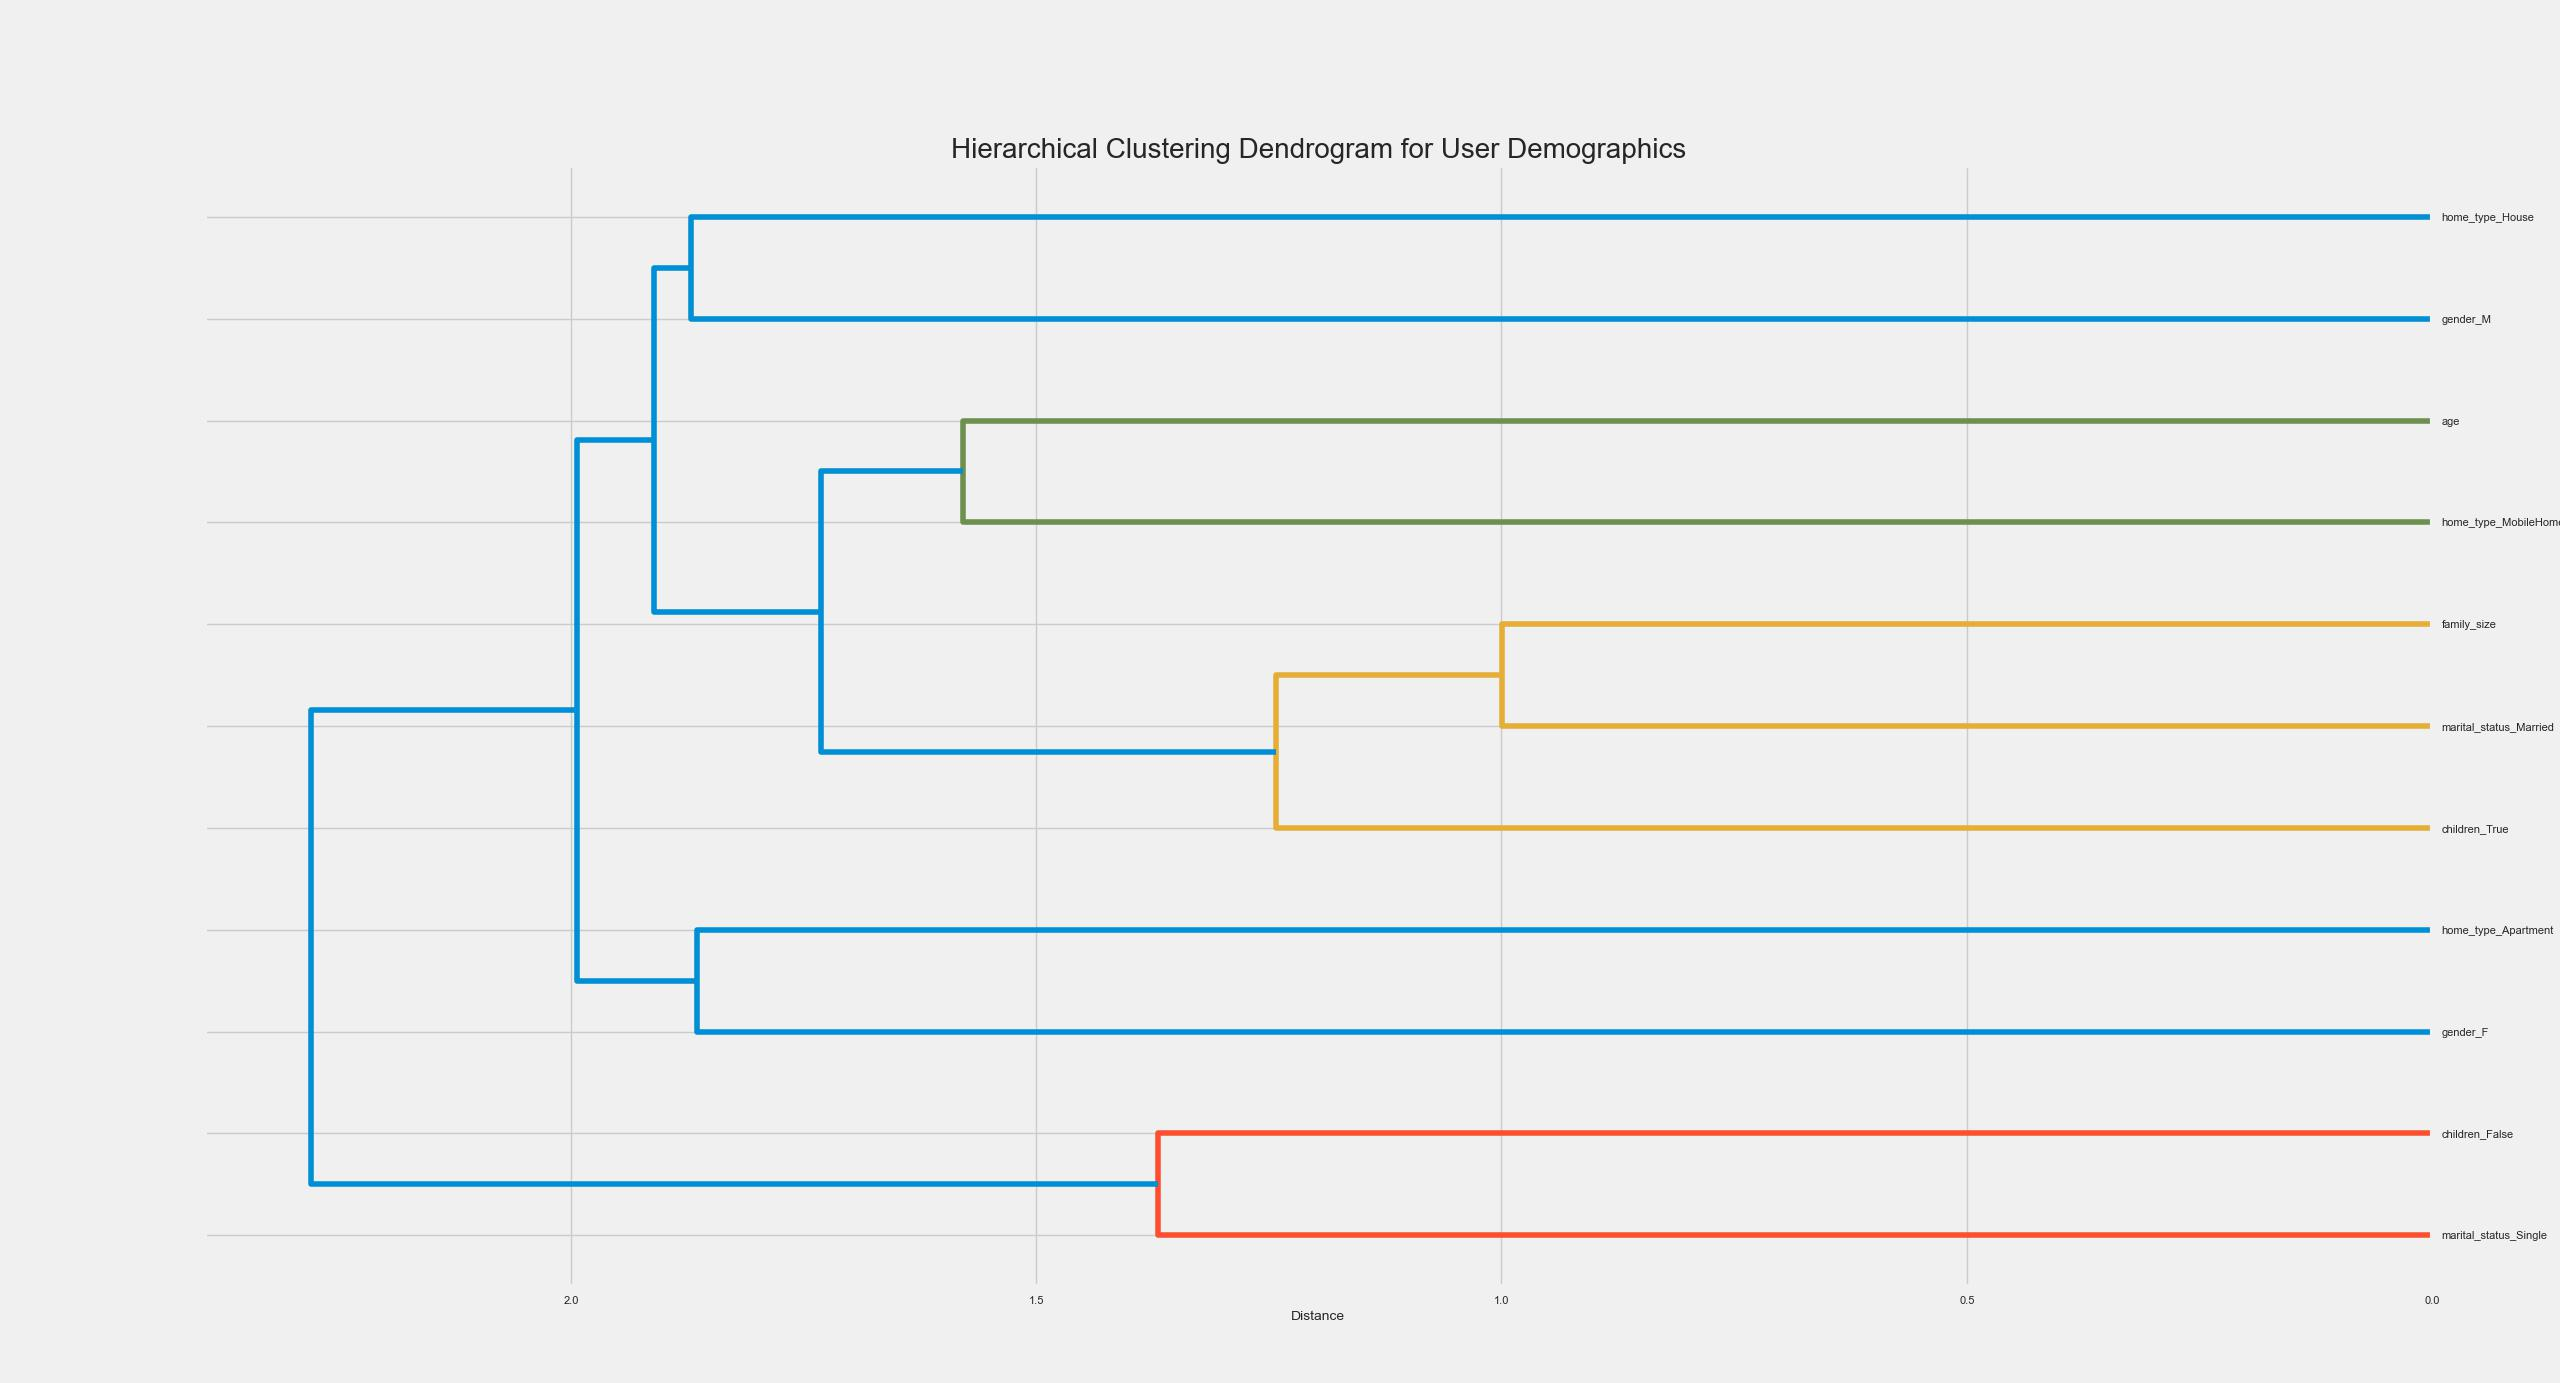 Hierarchical Clustering Dendrogram for User Demographics
home_type_House
gender_M
age
home_type_MobileHome
family_size
marital_status_Married
children_True
home_type_Apartment
gender_F
children_False
marital_status_Single
2.0 1.5 1.0 0.5 0.0
Distance